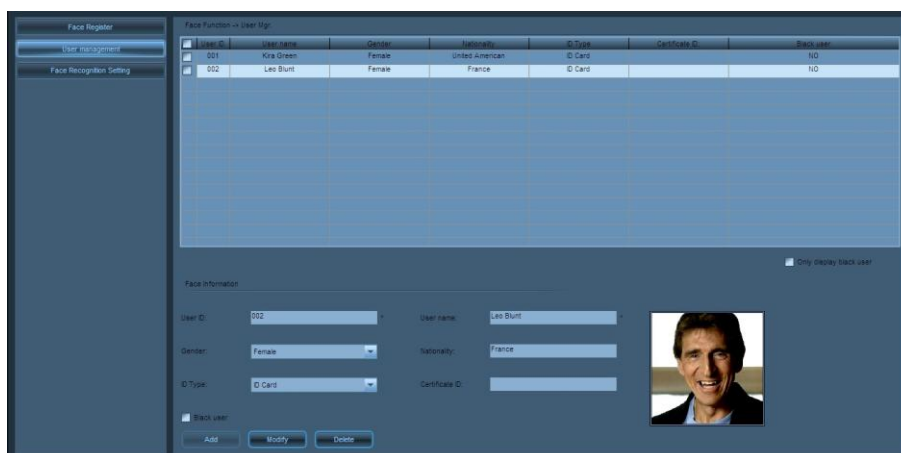 Face Register
User management
Face Recognition Setting
Face Function -> User Mgr.
User ID User name Gender Nationality ID Type Certificate ID Black user
001 Kira Green Female United American ID Card NO
002 Leo Blunt Female France ID Card NO
Only display black user
Face Information
User ID: 002 * User name: Leo Blunt *
Gender: Female Nationality: France
ID Type: ID Card Certificate ID:
Black user
Add Modify Delete